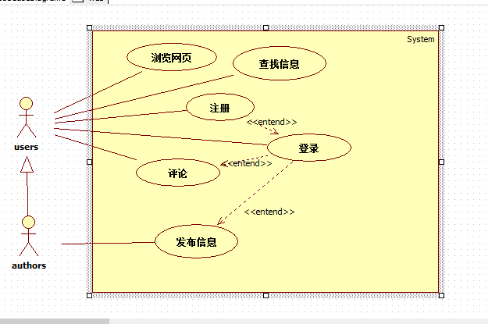 System
浏览网页
查找信息
注册
<<entend>>
users
登录
<<entend>>
评论
<<entend>>
发布信息
authors